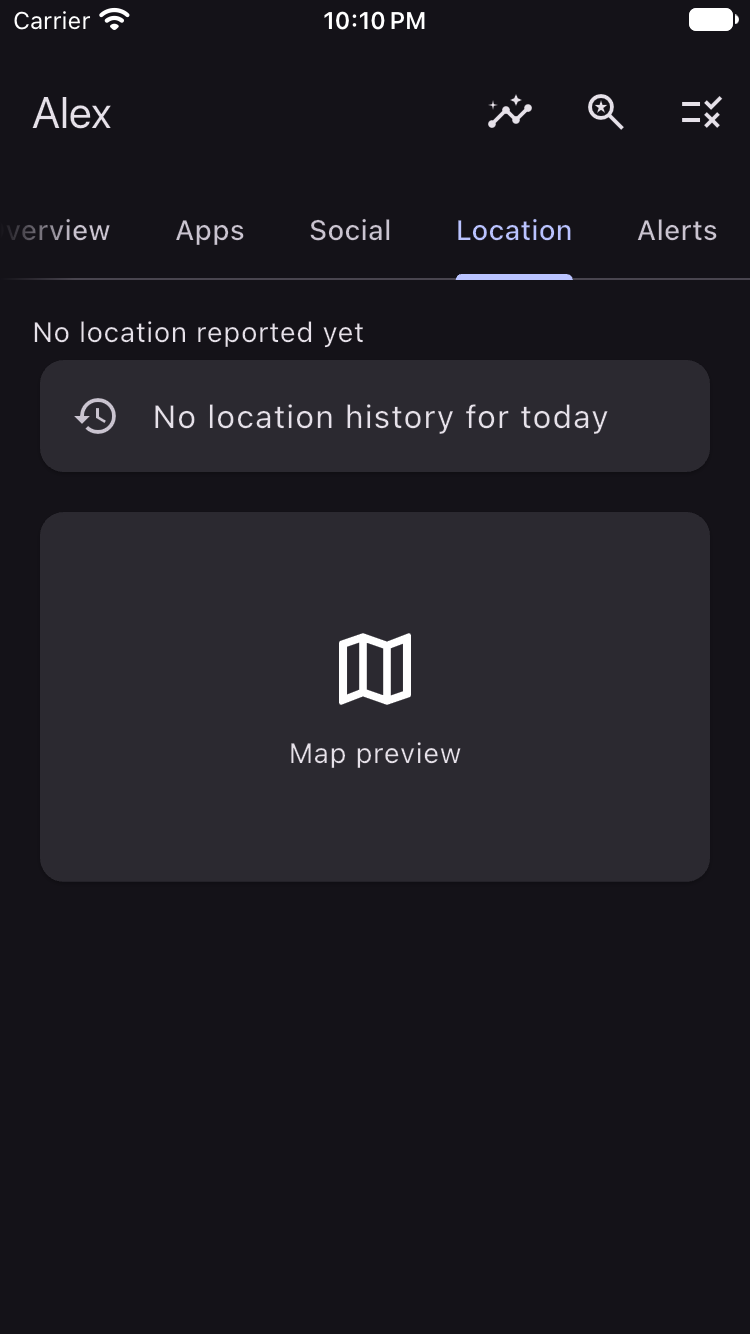 Carrier 10:10 PM
Alex
verview Apps Social Location Alerts
No location reported yet
No location history for today
Map preview